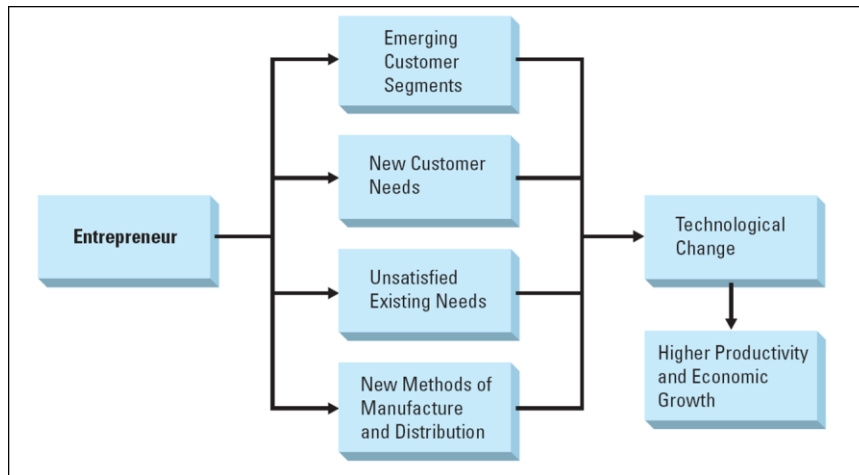 Emerging
Customer
Segments
New Customer
Needs
Entrepreneur
Unsatisfied
Existing Needs
New Methods of
Manufacture
and Distribution
Technological
Change
Higher Productivity
and Economic
Growth